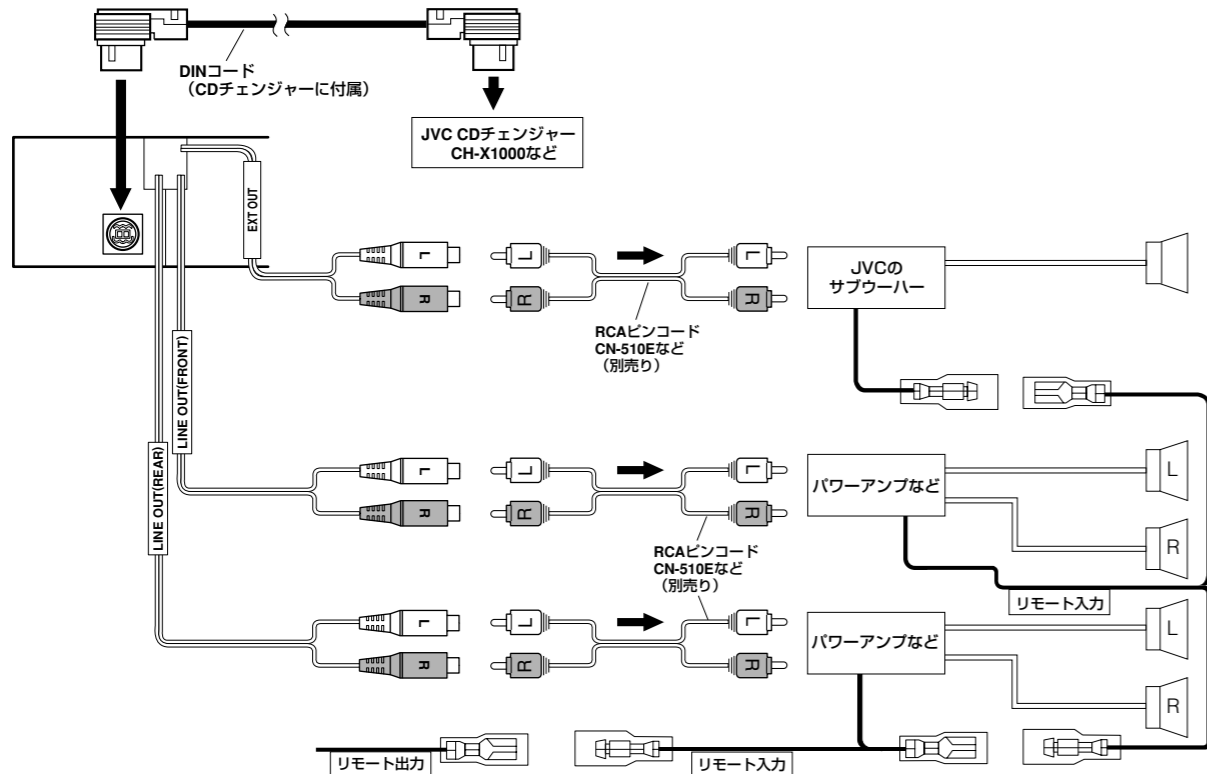 DINコード
（CDチェンジャーに付属）
JVC CDチェンジャー
CH-X1000など
EXT OUT
L
R
L
R
L
R
RCAピンコード
CN-510Eなど
（別売り）
JVCの
サブウーハー
LINE OUT(FRONT)
LINE OUT(REAR)
L
R
L
R
L
R
RCAピンコード
CN-510Eなど
（別売り）
パワーアンプなど
L
R
リモート入力
L
R
L
R
L
R
パワーアンプなど
L
R
リモート出力
リモート入力